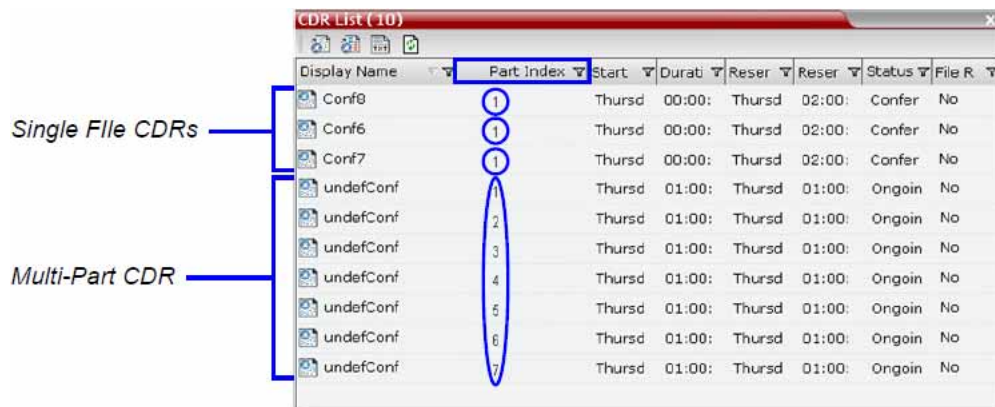 CDR List (10)
X
Display Name Part Index Start Durati Reser Reser Status File R
Single FIle CDRs
Conf8 1 Thursd 00:00: Thursd 02:00: Confer No
Conf6 1 Thursd 00:00: Thursd 02:00: Confer No
Conf7 1 Thursd 00:00: Thursd 02:00: Confer No
Multi-Part CDR
undefConf 1 Thursd 01:00: Thursd 01:00: Ongoin No
undefConf 2 Thursd 01:00: Thursd 01:00: Ongoin No
undefConf 3 Thursd 01:00: Thursd 01:00: Ongoin No
undefConf 4 Thursd 01:00: Thursd 01:00: Ongoin No
undefConf 5 Thursd 01:00: Thursd 01:00: Ongoin No
undefConf 6 Thursd 01:00: Thursd 01:00: Ongoin No
undefConf 7 Thursd 01:00: Thursd 01:00: Ongoin No